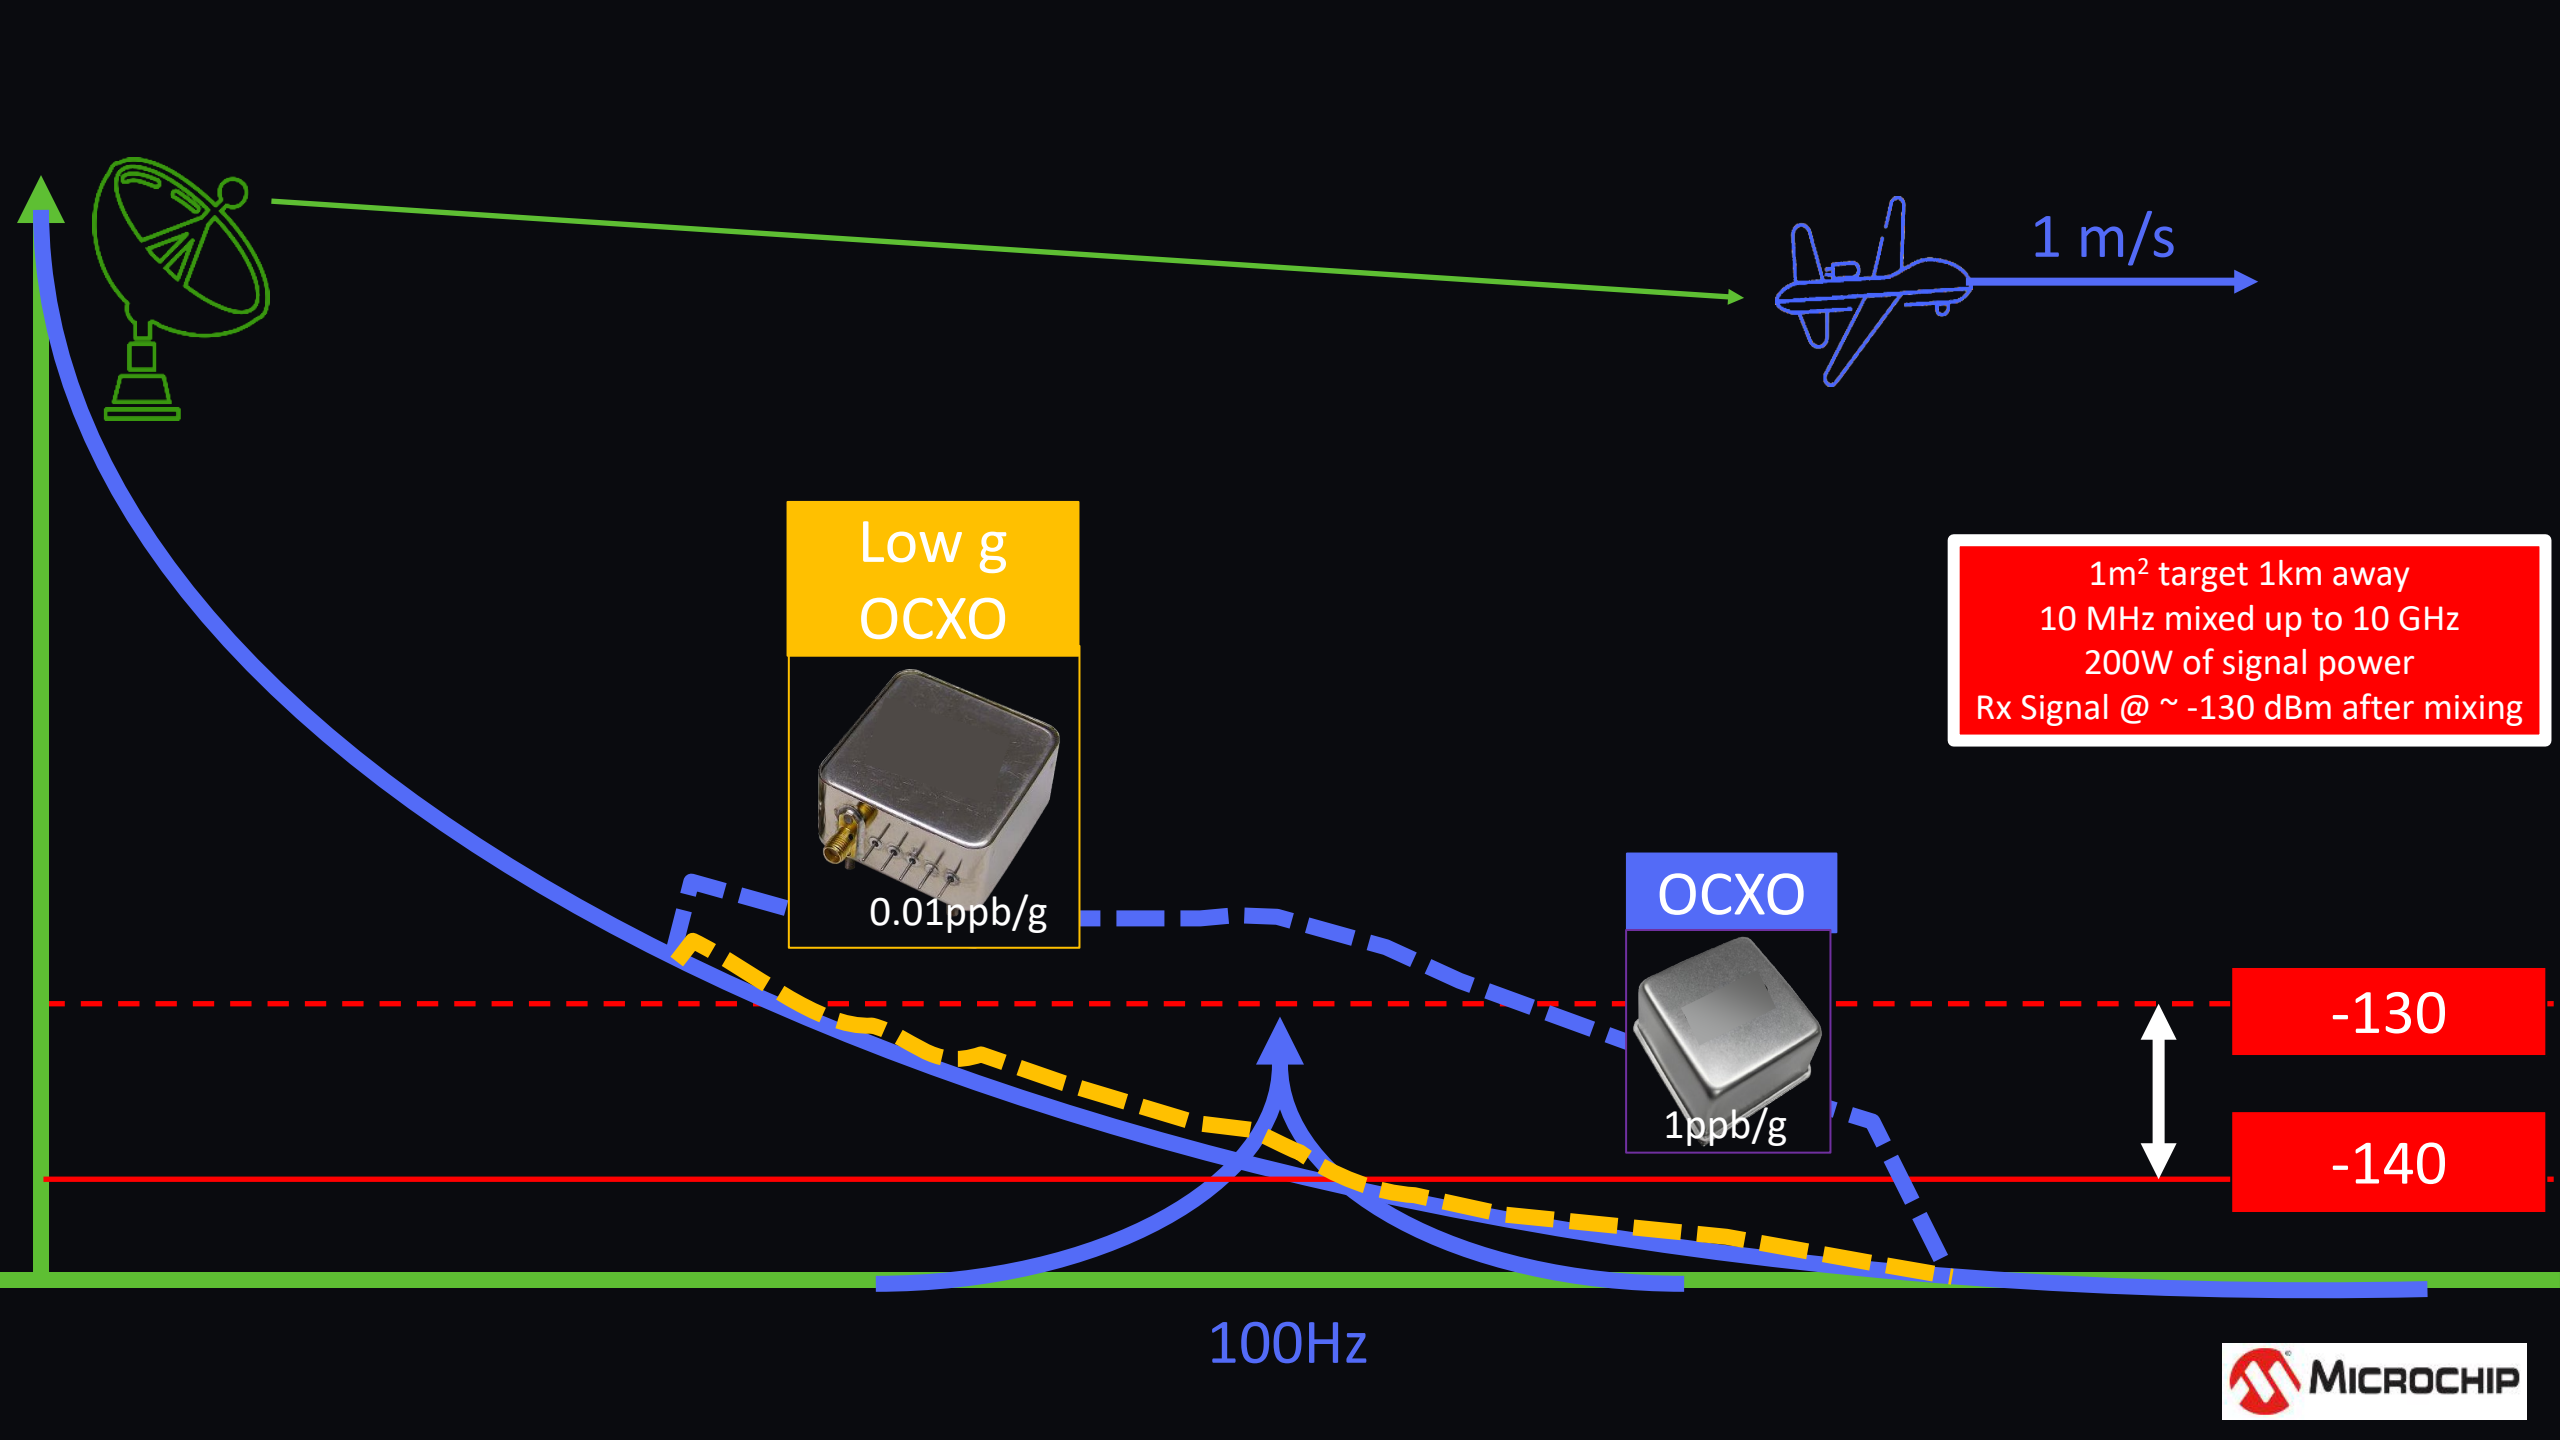 1 m/s
Low g
OCXO
0.01ppb/g
1m² target 1km away
10 MHz mixed up to 10 GHz
200W of signal power
Rx Signal @ ~ -130 dBm after mixing
OCXO
1ppb/g
-130
-140
100Hz
MICROCHIP